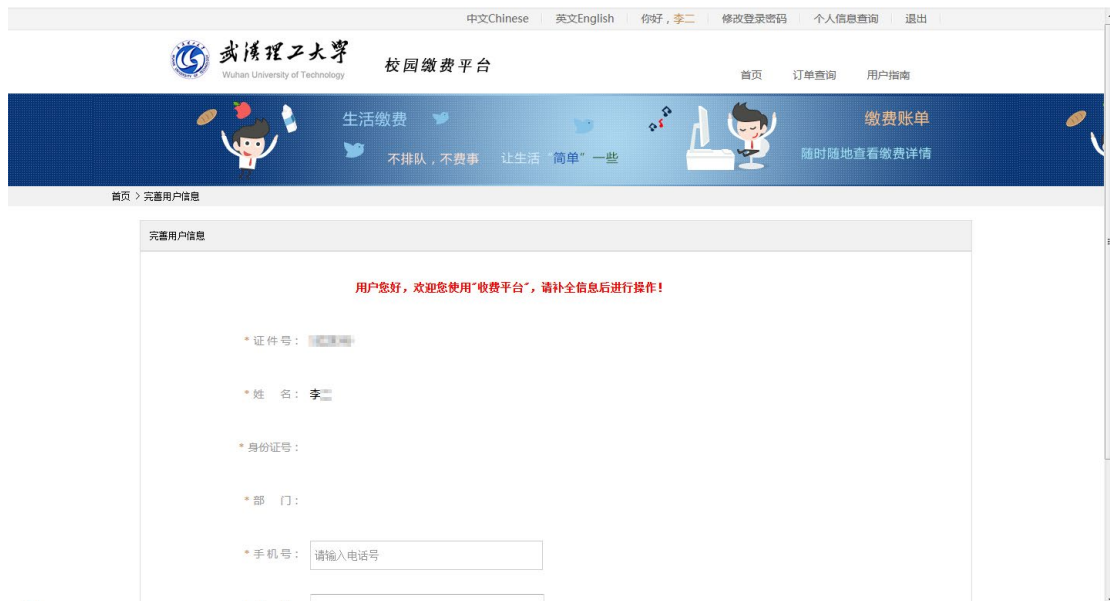 中文Chinese 英文English 你好，李二 修改登录密码 个人信息查询 退出
武汉理工大学
Wuhan University of Technology
校园缴费平台
首页 订单查询 用户指南
生活缴费
不排队，不费事 让生活“简单”一些
缴费账单
随时随地查看缴费详情
首页 > 完善用户信息
完善用户信息
用户您好，欢迎您使用"收费平台"，请补全信息后进行操作！
* 证件号：
* 姓 名： 李
* 身份证号：
* 部 门：
* 手机号： 请输入电话号